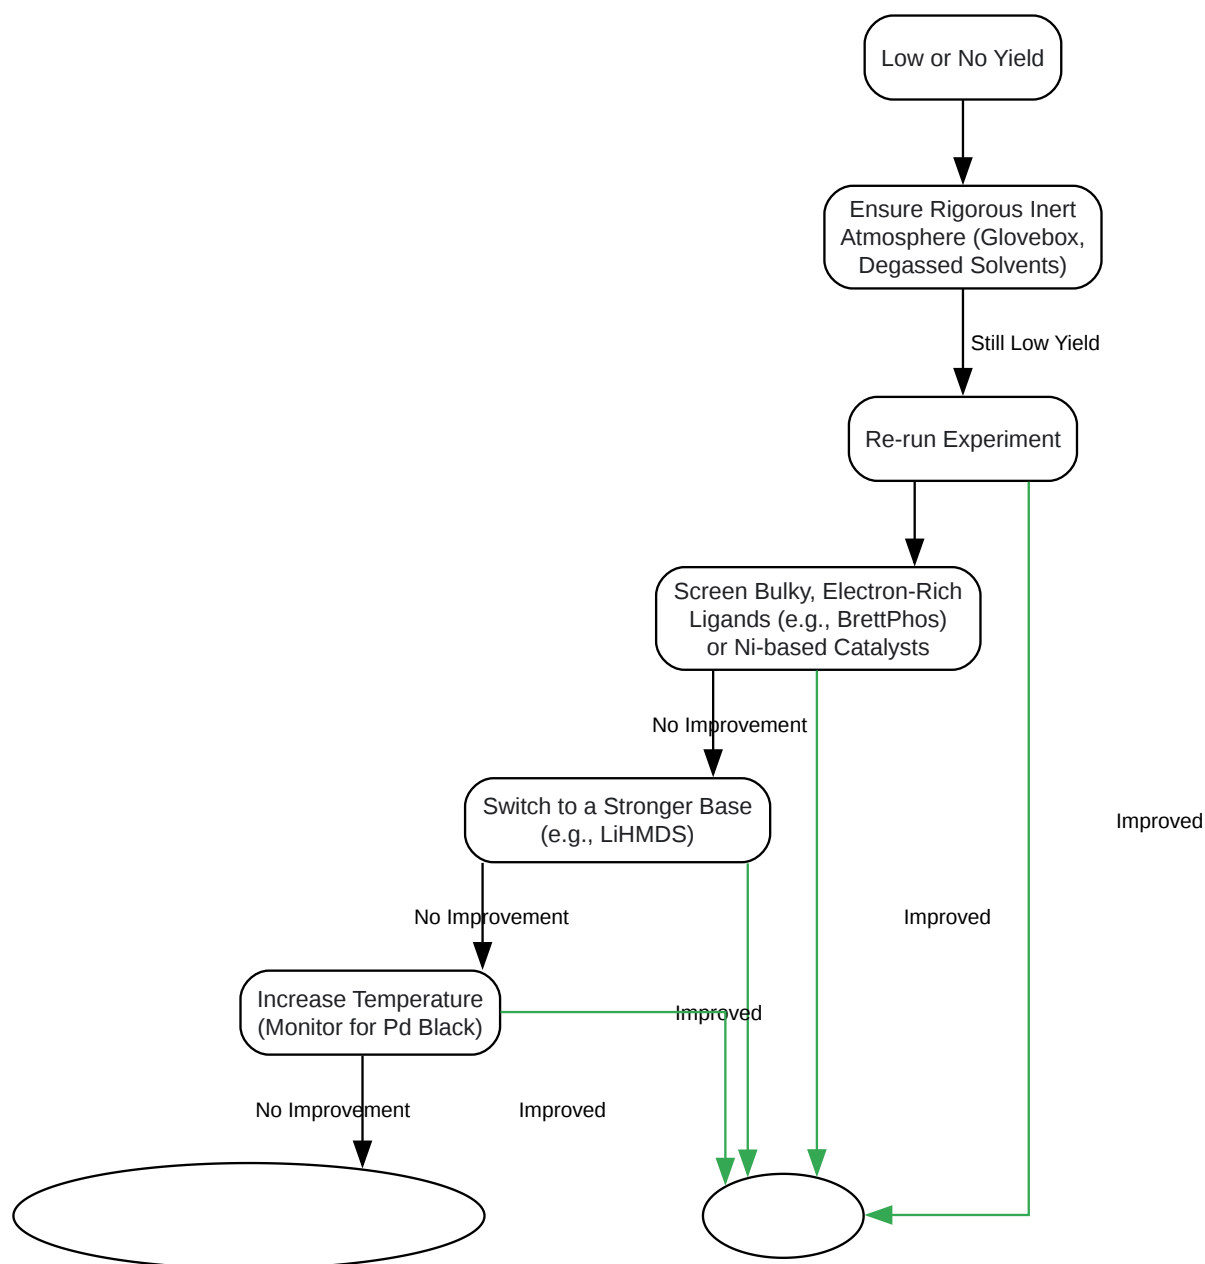 Low or No Yield
Ensure Rigorous Inert
Atmosphere (Glovebox,
Degassed Solvents)
Still Low Yield
Re-run Experiment
Screen Bulky, Electron-Rich
Ligands (e.g., BrettPhos)
or Ni-based Catalysts
No Improvement
Switch to a Stronger Base
(e.g., LiHMDS)
Improved
No Improvement
Improved
Increase Temperature
(Monitor for Pd Black)
Improved
No Improvement
Improved